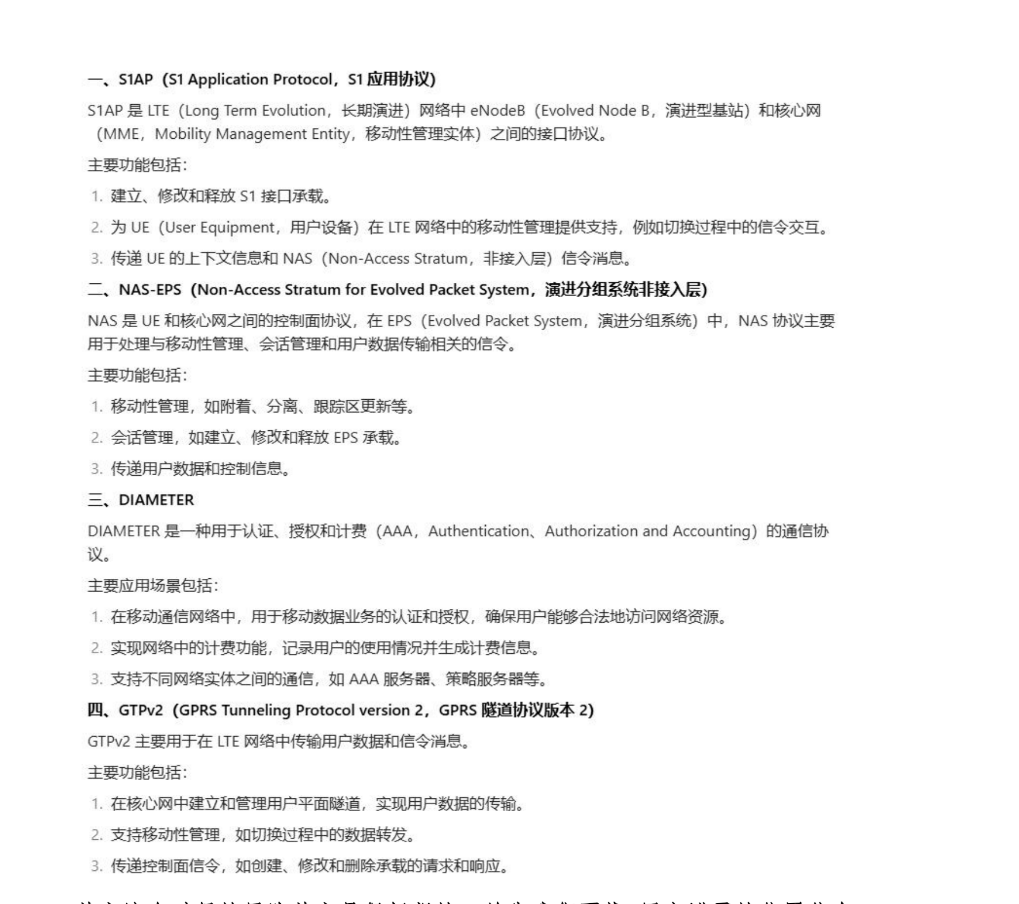 一、S1AP（S1 Application Protocol，S1 应用协议）
S1AP 是 LTE（Long Term Evolution，长期演进）网络中 eNodeB（Evolved Node B，演进型基站）和核心网
（MME，Mobility Management Entity，移动性管理实体）之间的接口协议。
主要功能包括：
1. 建立、修改和释放 S1 接口承载。
2. 为 UE（User Equipment，用户设备）在 LTE 网络中的移动性管理提供支持，例如切换过程中的信令交互。
3. 传递 UE 的上下文信息和 NAS（Non-Access Stratum，非接入层）信令消息。
二、NAS-EPS（Non-Access Stratum for Evolved Packet System，演进分组系统非接入层）
NAS 是 UE 和核心网之间的控制面协议，在 EPS（Evolved Packet System，演进分组系统）中，NAS 协议主要
用于处理与移动性管理、会话管理和用户数据传输相关的信令。
主要功能包括：
1. 移动性管理，如附着、分离、跟踪区更新等。
2. 会话管理，如建立、修改和释放 EPS 承载。
3. 传递用户数据和控制信息。
三、DIAMETER
DIAMETER 是一种用于认证、授权和计费（AAA，Authentication、Authorization and Accounting）的通信协
议。
主要应用场景包括：
1. 在移动通信网络中，用于移动数据业务的认证和授权，确保用户能够合法地访问网络资源。
2. 实现网络中的计费功能，记录用户的使用情况并生成计费信息。
3. 支持不同网络实体之间的通信，如 AAA 服务器、策略服务器等。
四、GTPv2（GPRS Tunneling Protocol version 2，GPRS 隧道协议版本 2）
GTPv2 主要用于在 LTE 网络中传输用户数据和信令消息。
主要功能包括：
1. 在核心网中建立和管理用户平面隧道，实现用户数据的传输。
2. 支持移动性管理，如切换过程中的数据转发。
3. 传递控制面信令，如创建、修改和删除承载的请求和响应。